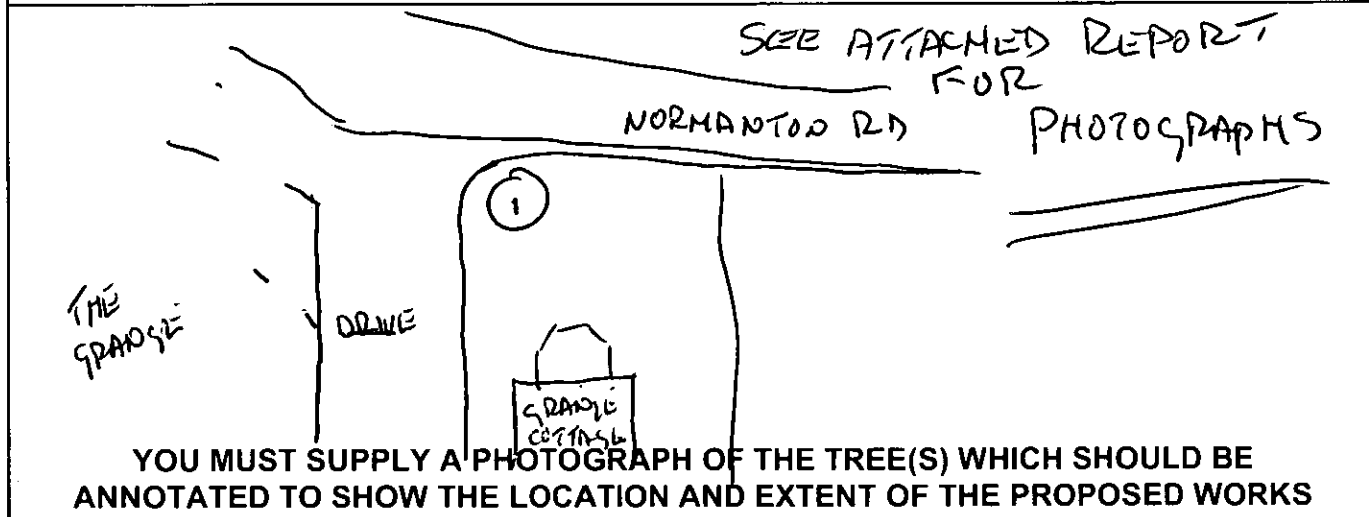 SEE ATTACHED REPORT
FOR
PHOTOGRAPHS
NORMANTON RD
1
THE
GRANGE
DRIVE
GRANGE
COTTAGE
YOU MUST SUPPLY A PHOTOGRAPH OF THE TREE(S) WHICH SHOULD BE
ANNOTATED TO SHOW THE LOCATION AND EXTENT OF THE PROPOSED WORKS